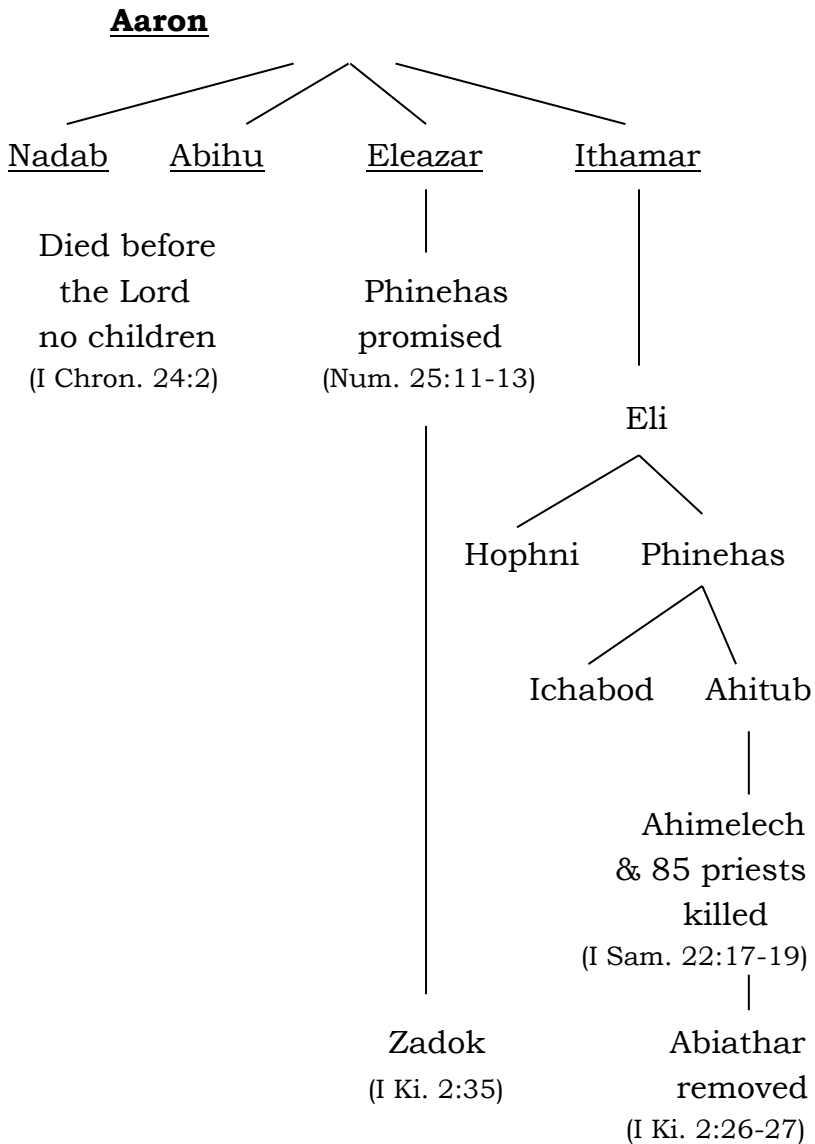 Aaron
Nadab Abihu Eleazar Ithamar
Died before
the Lord
no children
(I Chron. 24:2)
Phinehas
promised
(Num. 25:11-13)
Eli
Hophni Phinehas
Ichabod Ahitub
Ahimelech
& 85 priests
killed
(I Sam. 22:17-19)
Zadok
(I Ki. 2:35)
Abiathar
removed
(I Ki. 2:26-27)